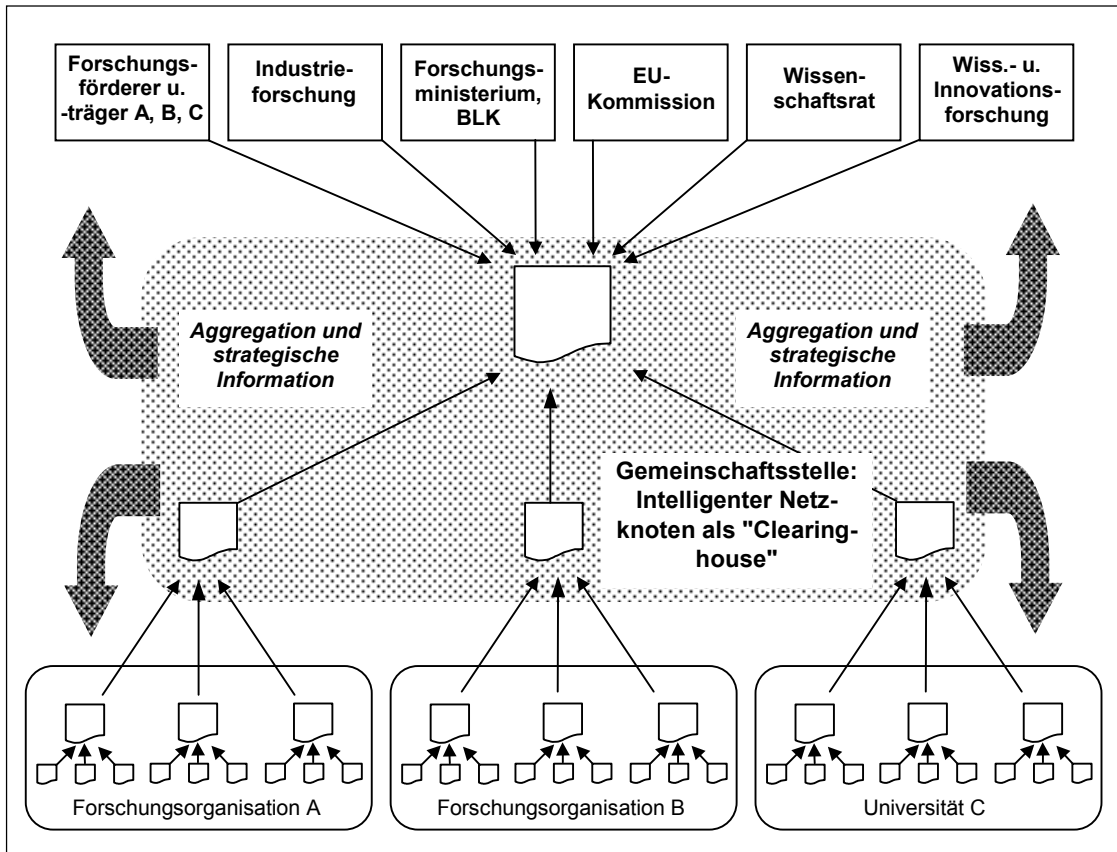 Forschungs-
förderer u.
-träger A, B, C
Industrie-
forschung
Forschungs-
ministerium,
BLK
EU-
Kommission
Wissen-
schaftsrat
Wiss.- u.
Innovations-
forschung
Aggregation und
strategische
Information
Aggregation und
strategische
Information
Gemeinschaftsstelle:
Intelligenter Netz-
knoten als "Clearing-
house"
Forschungsorganisation A
Forschungsorganisation B
Universität C